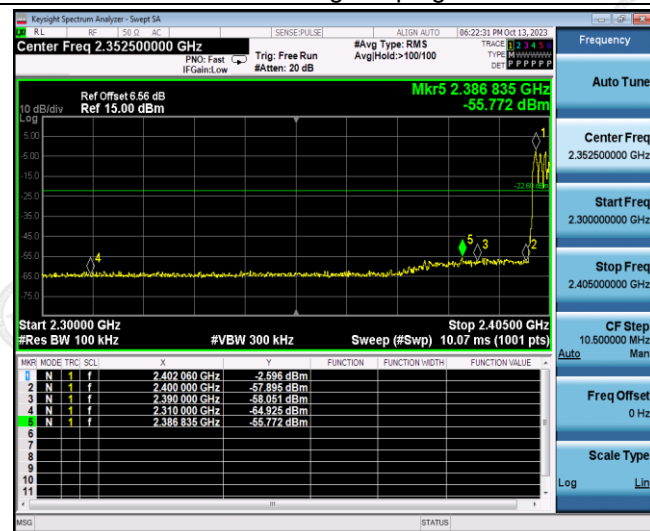 Keysight Spectrum Analyzer - Swept SA
RL RF 50 Ω AC SENSE:PULSE ALIGN AUTO 06:22:31 PM Oct 13, 2023
Center Freq 2.352500000 GHz
PNO: Fast Trig: Free Run
IFGain:Low #Atten: 20 dB
#Avg Type: RMS
Avg|Hold:>100/100
TRACE 1 2 3 4 5 6
TYPE M
DET P P P P P P
Mkr5 2.386 835 GHz
-55.772 dBm
Ref Offset 6.56 dB
10 dB/div Ref 15.00 dBm
Log
5.00
-5.00
-15.0
-25.0
-35.0
-45.0
-55.0
-65.0
-75.0
1
-22.60 dBm
5 3 2
4
Start 2.30000 GHz Stop 2.40500 GHz
#Res BW 100 kHz #VBW 300 kHz Sweep (#Swp) 10.07 ms (1001 pts)
MKR MODE TRC SCL X Y FUNCTION FUNCTION WIDTH FUNCTION VALUE
1 N 1 f 2.402 060 GHz -2.596 dBm
2 N 1 f 2.400 000 GHz -57.895 dBm
3 N 1 f 2.390 000 GHz -58.051 dBm
4 N 1 f 2.310 000 GHz -64.925 dBm
5 N 1 f 2.386 835 GHz -55.772 dBm
6
7
8
9
10
11
MSG STATUS
Frequency
Auto Tune
Center Freq
2.352500000 GHz
Start Freq
2.300000000 GHz
Stop Freq
2.405000000 GHz
CF Step
10.500000 MHz
Auto Man
Freq Offset
0 Hz
Scale Type
Log Lin